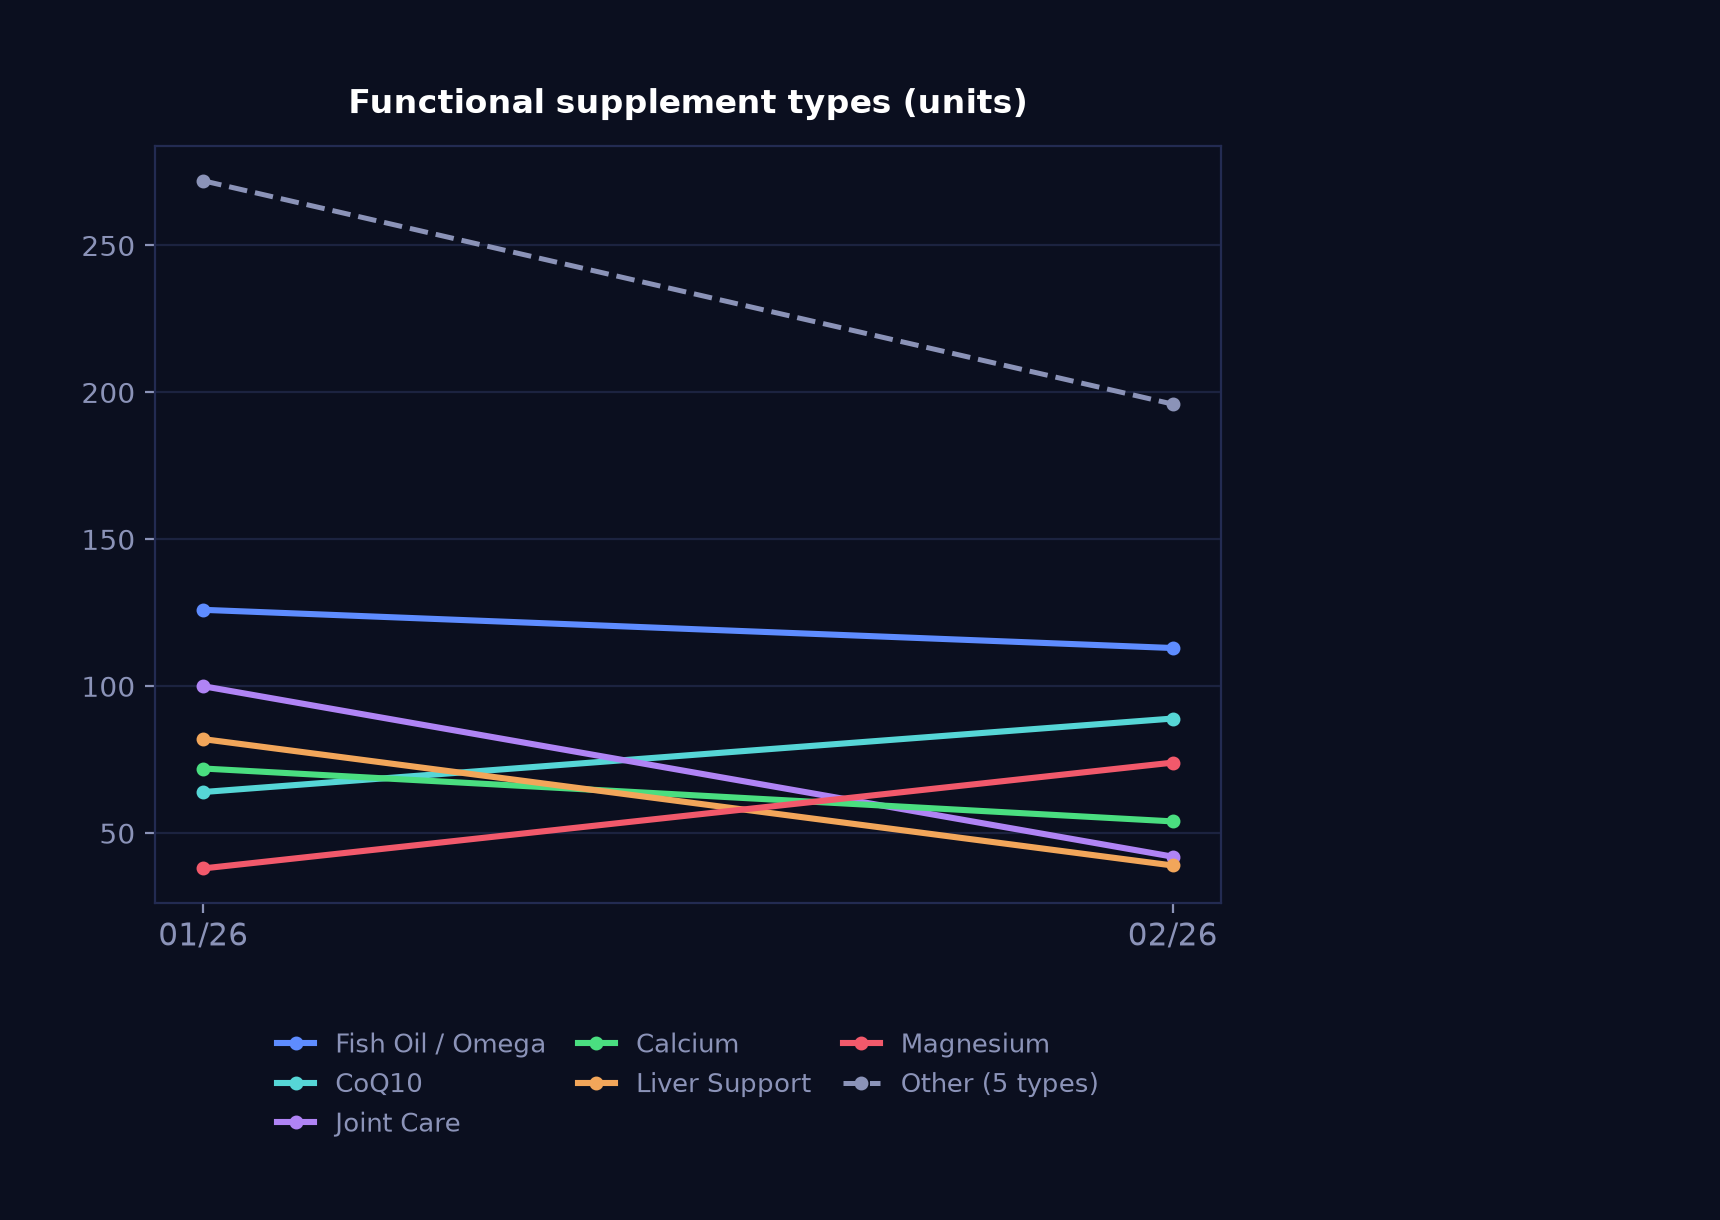 Functional supplement types (units)
250
200
150
100
50
01/26 02/26
Fish Oil / Omega Calcium Magnesium
CoQ10 Liver Support Other (5 types)
Joint Care